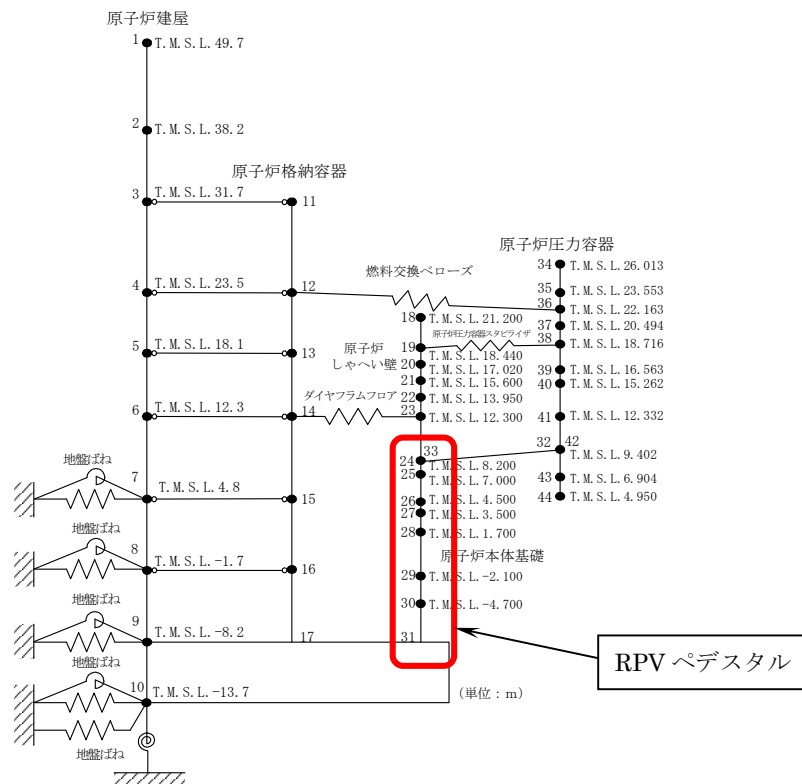 原子炉建屋
1
T.M.S.L.49.7
2
T.M.S.L.38.2
原子炉格納容器
3
T.M.S.L.31.7
11
原子炉圧力容器
34
T.M.S.L.26.013
燃料交換ベローズ
4
T.M.S.L.23.5
12
35
T.M.S.L.23.553
36
T.M.S.L.22.163
18
T.M.S.L.21.200
37
T.M.S.L.20.494
原子炉圧力容器スタビライザ
38
T.M.S.L.18.716
5
T.M.S.L.18.1
13
原子炉
しゃへい壁
19
T.M.S.L.18.440
20
T.M.S.L.17.020
39
T.M.S.L.16.563
21
T.M.S.L.15.600
40
T.M.S.L.15.262
ダイヤフラムフロア
22
T.M.S.L.13.950
6
T.M.S.L.12.3
14
23
T.M.S.L.12.300
41
T.M.S.L.12.332
33
32
42
T.M.S.L.9.402
24
T.M.S.L.8.200
25
T.M.S.L.7.000
43
T.M.S.L.6.904
地盤ばね
7
T.M.S.L.4.8
15
26
T.M.S.L.4.500
44
T.M.S.L.4.950
27
T.M.S.L.3.500
28
T.M.S.L.1.700
地盤ばね
8
T.M.S.L.-1.7
16
原子炉本体基礎
29
T.M.S.L.-2.100
30
T.M.S.L.-4.700
地盤ばね
9
T.M.S.L.-8.2
17
31
RPVペデスタル
地盤ばね
10
T.M.S.L.-13.7
(単位:m)
地盤ばね